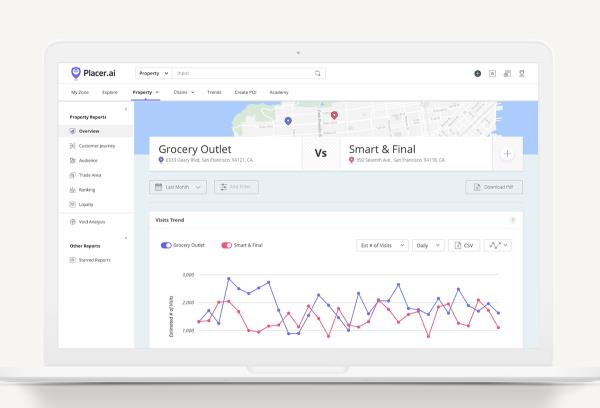 Placer.ai
Property
Input
My Zone Explore Property Chains Trends Create POI Academy
Property Reports
Overview
Customer Journey
Audience
Trade Area
Ranking
Loyalty
Void Analysis
Other Reports
Starred Reports
Grocery Outlet
6333 Geary Blvd, San Francisco, 94121, CA
Vs
Smart & Final
350 Seventh Ave., San Francisco, 94118, CA
Last Month
Add Filter
Download Pdf
Visits Trend
Grocery Outlet
Smart & Final
Est # of Visits
Daily
CSV
Estimated # of Visits
3,000
2,000
1,000